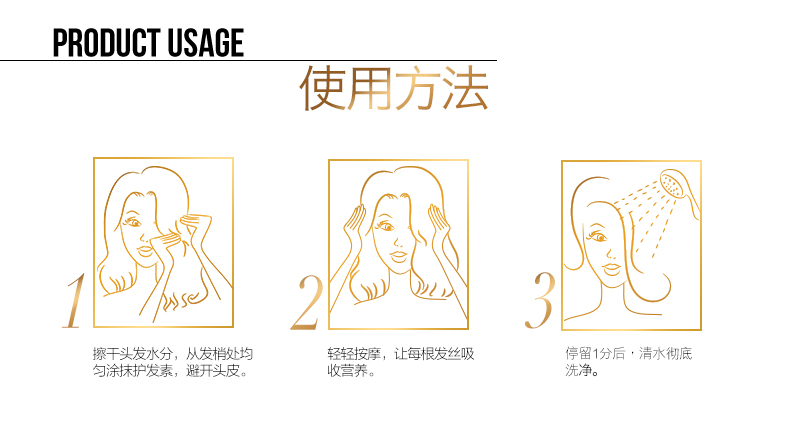 PRODUCT USAGE
使用方法
1
擦干头发水分，从发梢处均
匀涂抹护发素，避开头皮。
2
轻轻按摩，让每根发丝吸
收营养。
3
停留1分后·清水彻底
洗净。